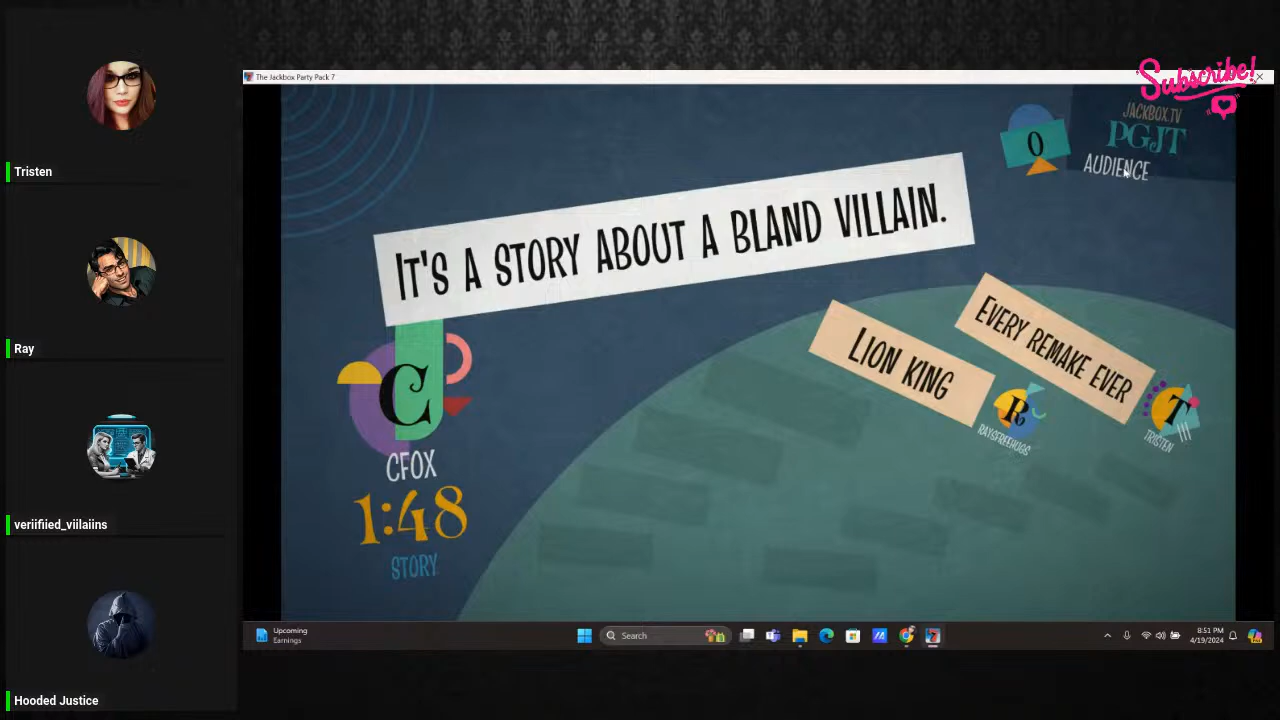 Tristen
Ray
veriifiied_viilaiins
Hooded Justice
The Jackbox Party Pack 7
Subscribe!
JACKBOX.TV
PGJT
0
AUDIENCE
IT'S A STORY ABOUT A BLAND VILLAIN.
EVERY REMAKE EVER
LION KING
C
CFOX
1:48
STORY
R
RAYSFREEHUGS
T
TRISTEN
Upcoming
Earnings
Search
8:51 PM
4/19/2024